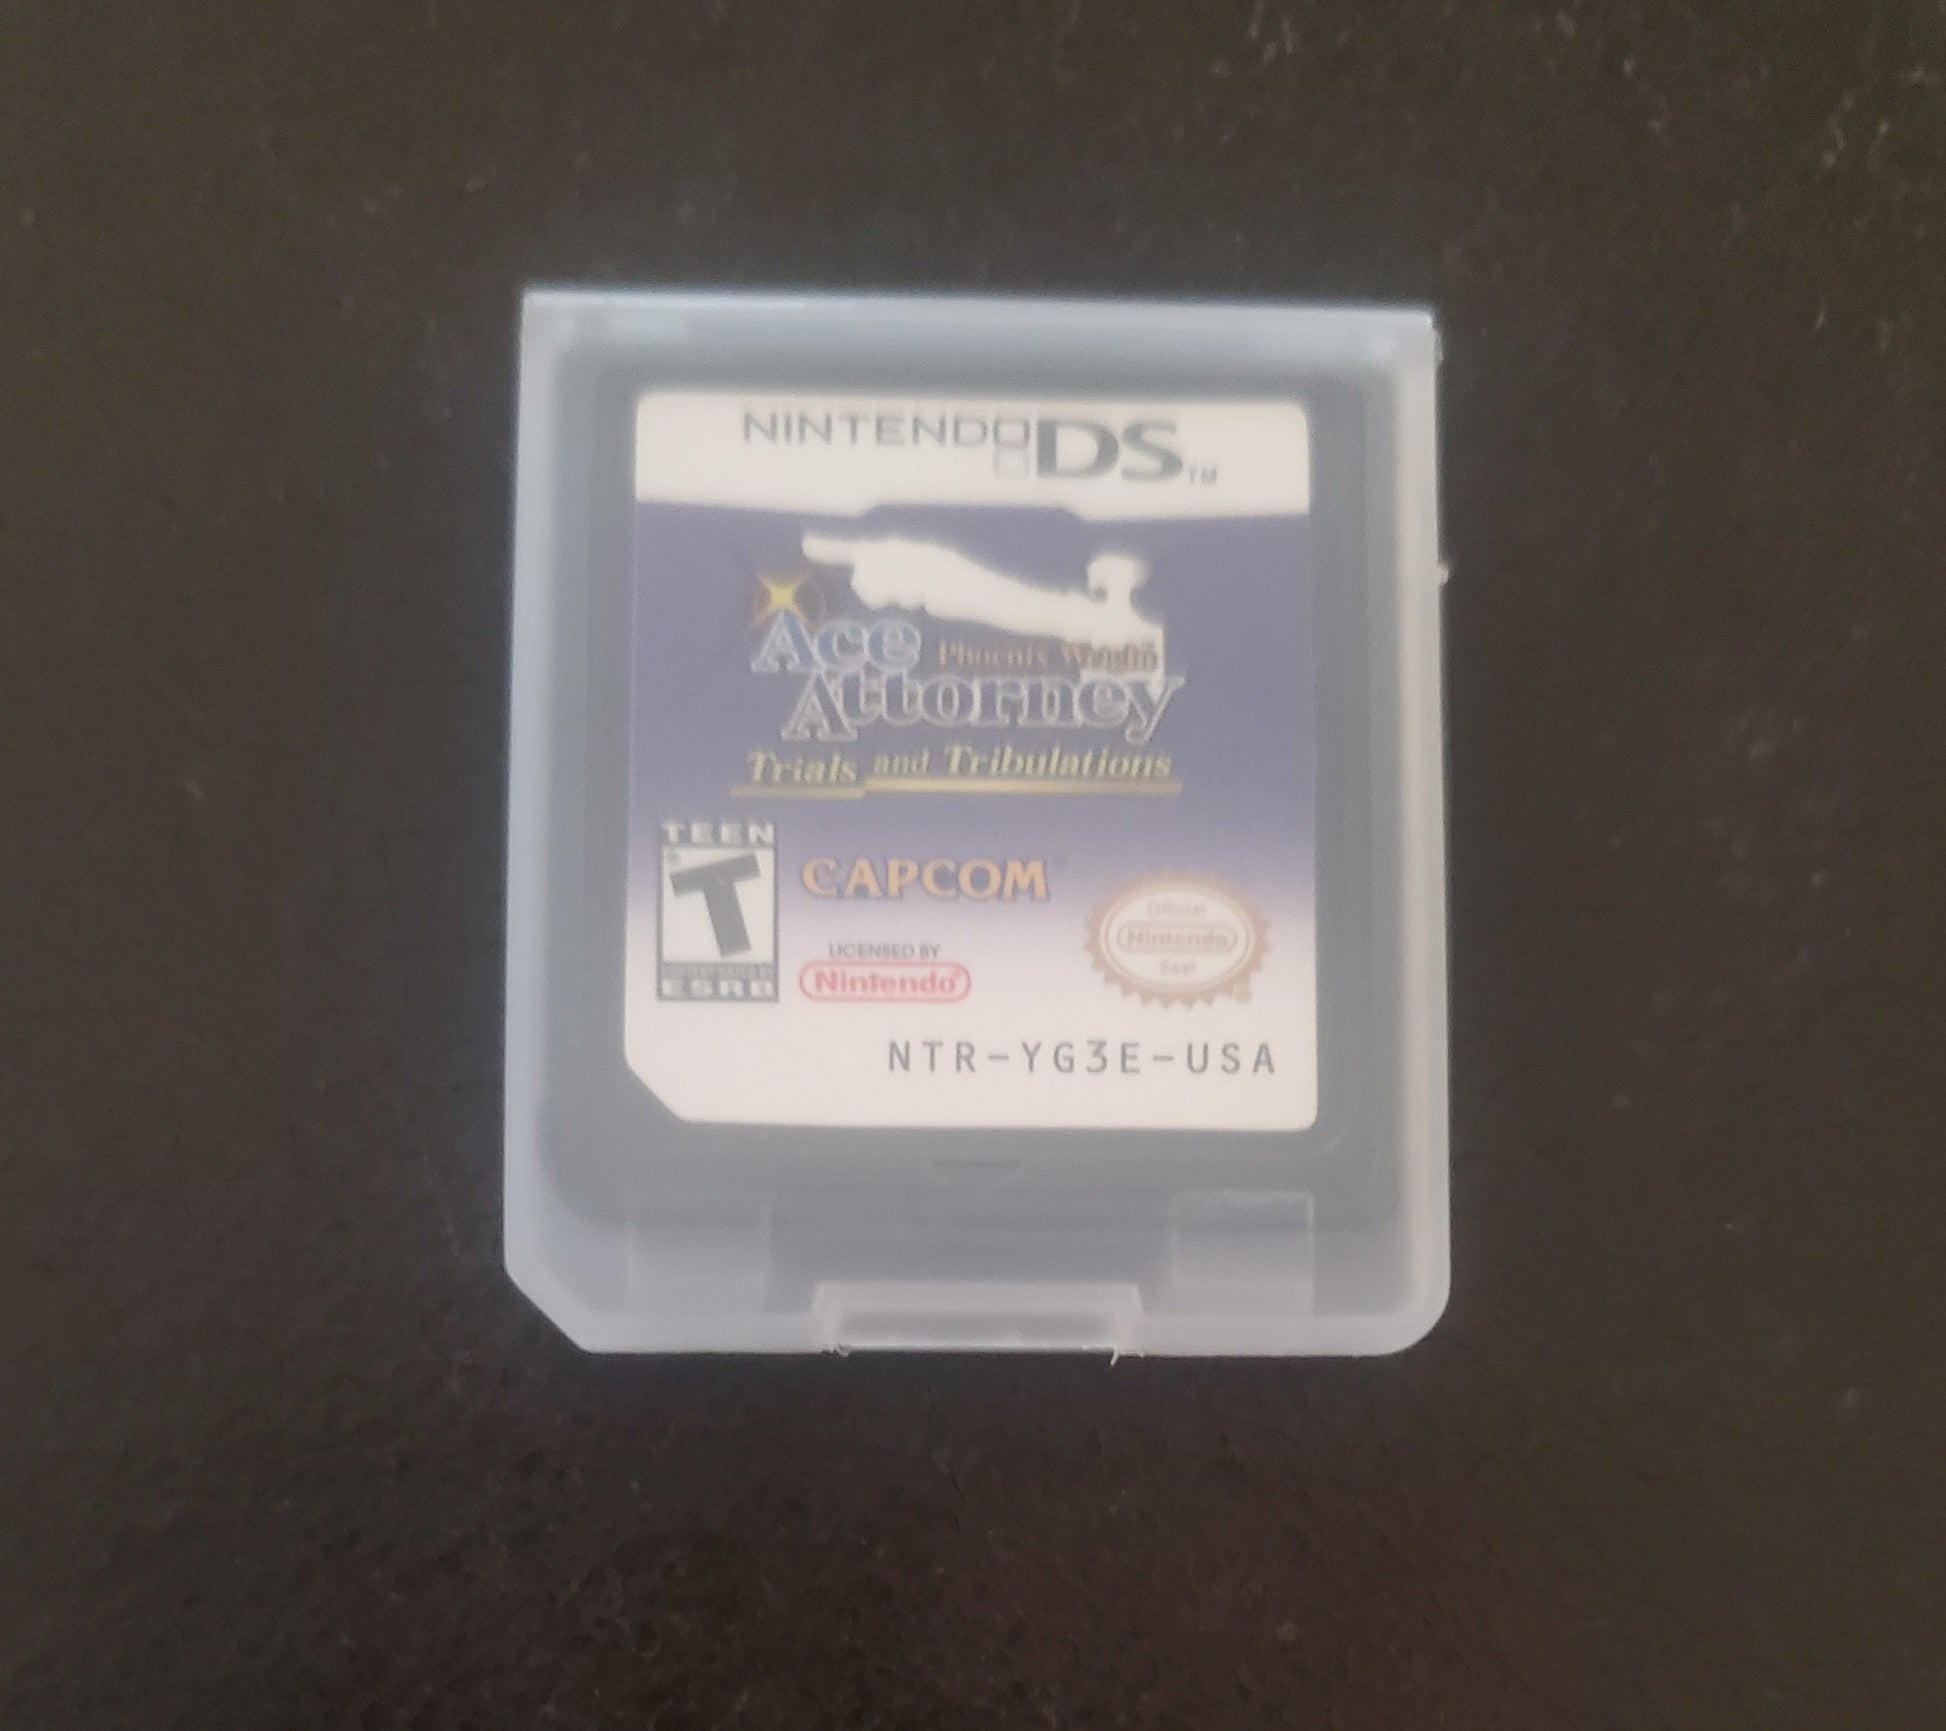 NINTENDO DS™
Ace Phoenix Wright
Attorney
Trials and Tribulations
TEEN
T
CAPCOM
LICENSED BY
Nintendo®
ESRB
Official
Nintendo
Seal
NTR-YG3E-USA